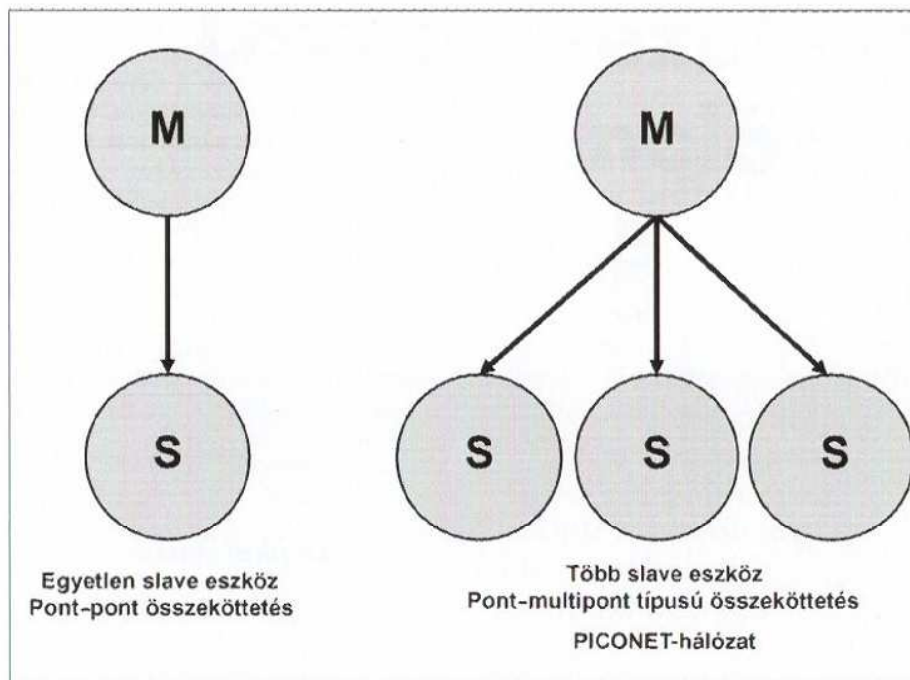 M
S
Egyetlen slave eszköz
Pont-pont összeköttetés
M
S S S
Több slave eszköz
Pont-multipont típusú összeköttetés
PICONET-hálózat